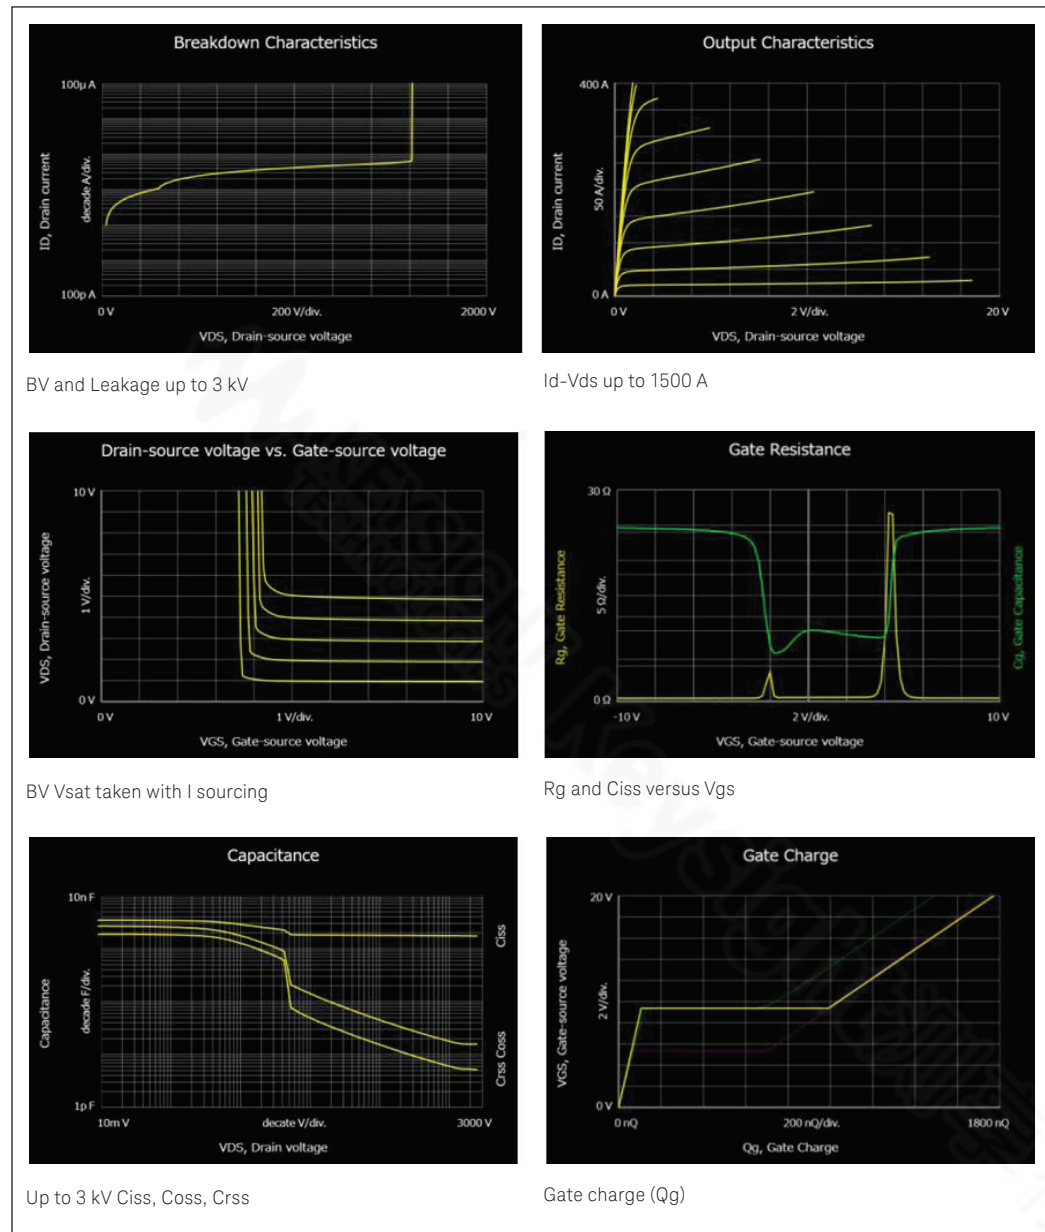 Breakdown Characteristics
100μ A
ID, Drain current
decade A/div.
100p A
0 V
200 V/div.
2000 V
VDS, Drain-source voltage
BV and Leakage up to 3 kV
Output Characteristics
400 A
ID, Drain current
50 A/div.
0 A
0 V
2 V/div.
20 V
VDS, Drain-source voltage
Id-Vds up to 1500 A
Drain-source voltage vs. Gate-source voltage
10 V
VDS, Drain-source voltage
1 V/div.
0 V
0 V
1 V/div.
10 V
VGS, Gate-source voltage
BV Vsat taken with I sourcing
Gate Resistance
30 Ω
Rg, Gate Resistance
5 Ω/div.
Cg, Gate Capacitance
0 Ω
-10 V
2 V/div.
10 V
VGS, Gate-source voltage
Rg and Ciss versus Vgs
Capacitance
10n F
Capacitance
decade F/div.
Ciss
Crss Coss
1p F
10m V
decate V/div.
3000 V
VDS, Drain voltage
Up to 3 kV Ciss, Coss, Crss
Gate Charge
20 V
VGS, Gate-source voltage
2 V/div.
0 V
0 nQ
200 nQ/div.
1800 nQ
Qg, Gate Charge
Gate charge (Qg)